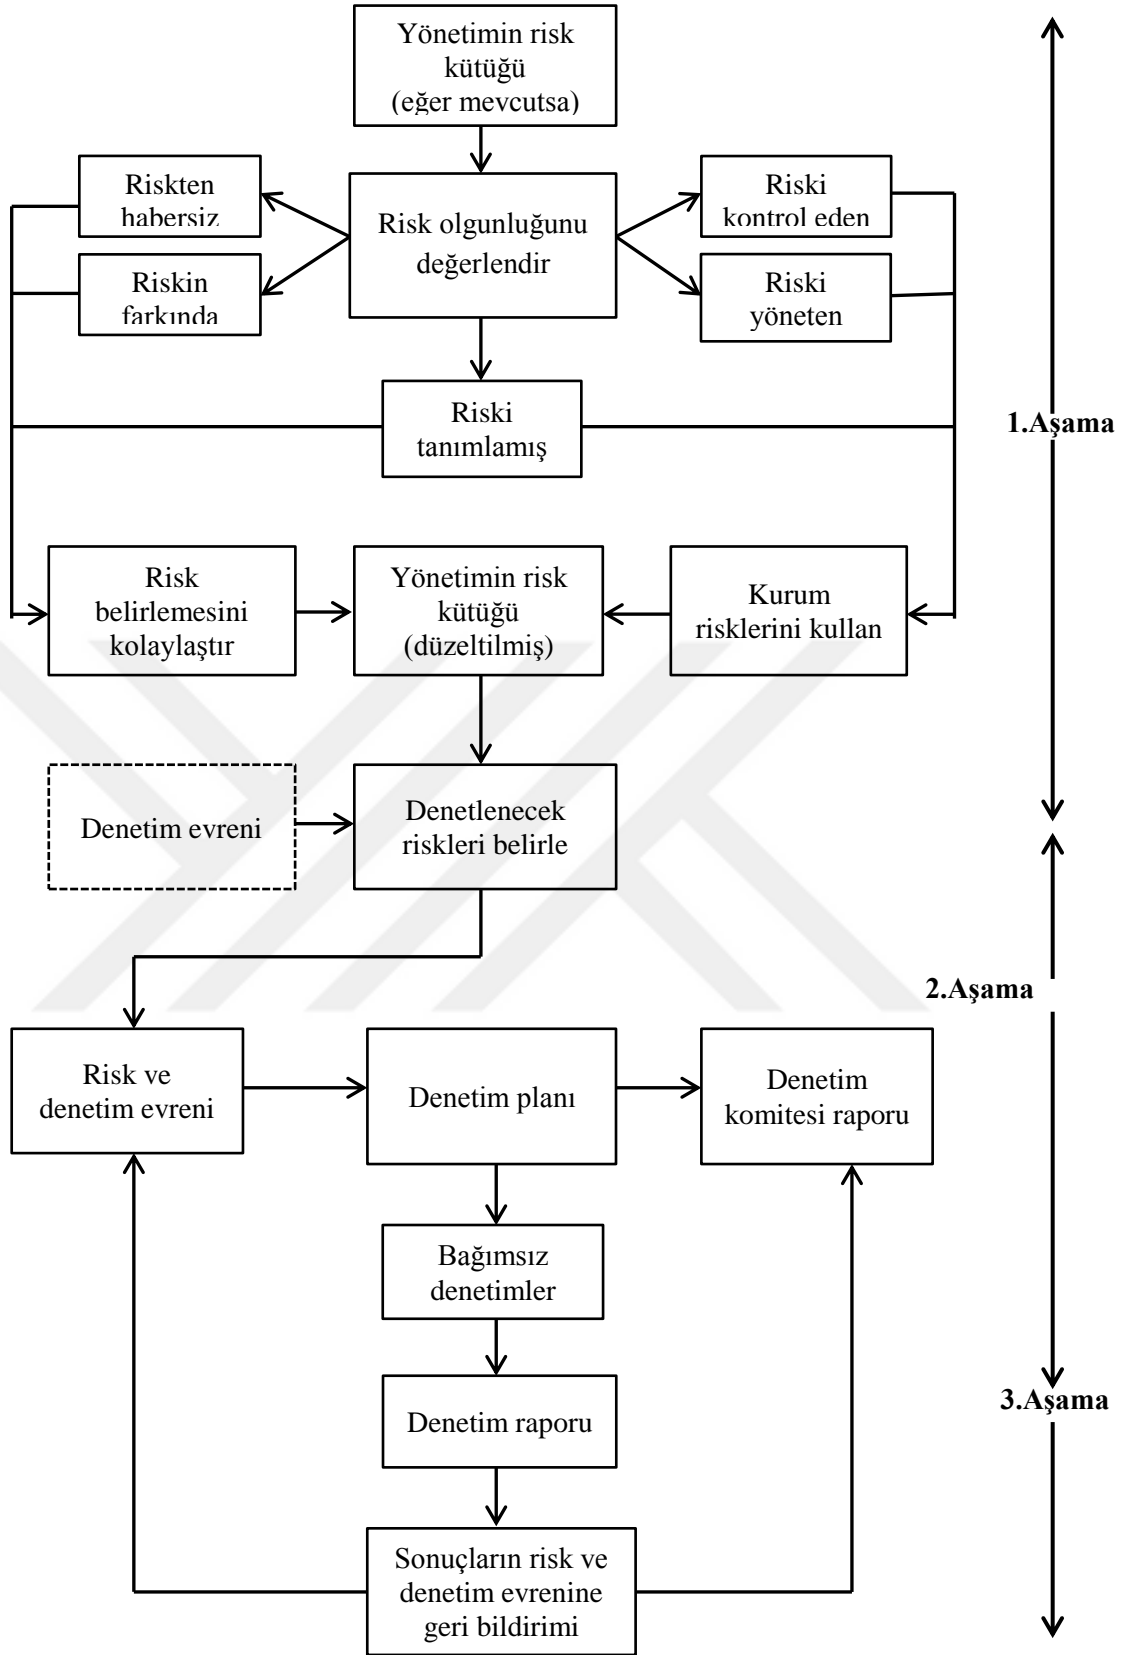 Yönetimin risk
kütüğü
(eğer mevcutsa)
Riskten
habersiz
Riskin
farkında
Risk olgunluğunu
değerlendir
Riski
kontrol eden
Riski
yöneten
Riski
tanımlamış
1.Aşama
Risk
belirlemesini
kolaylaştır
Yönetimin risk
kütüğü
(düzeltilmiş)
Kurum
risklerini kullan
Denetim evreni
Denetlenecek
riskleri belirle
2.Aşama
Risk ve
denetim evreni
Denetim planı
Denetim
komitesi raporu
Bağımsız
denetimler
Denetim raporu
3.Aşama
Sonuçların risk ve
denetim evrenine
geri bildirimi